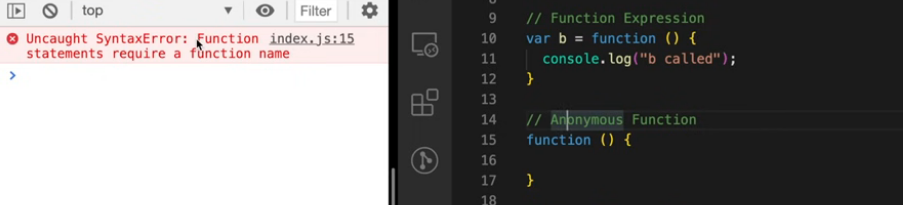 top
Filter
Uncaught SyntaxError: Function index.js:15
statements require a function name
9 // Function Expression
10 var b = function () {
11 console.log("b called");
12 }
13
14 // Anonymous Function
15 function () {
16
17 }
18